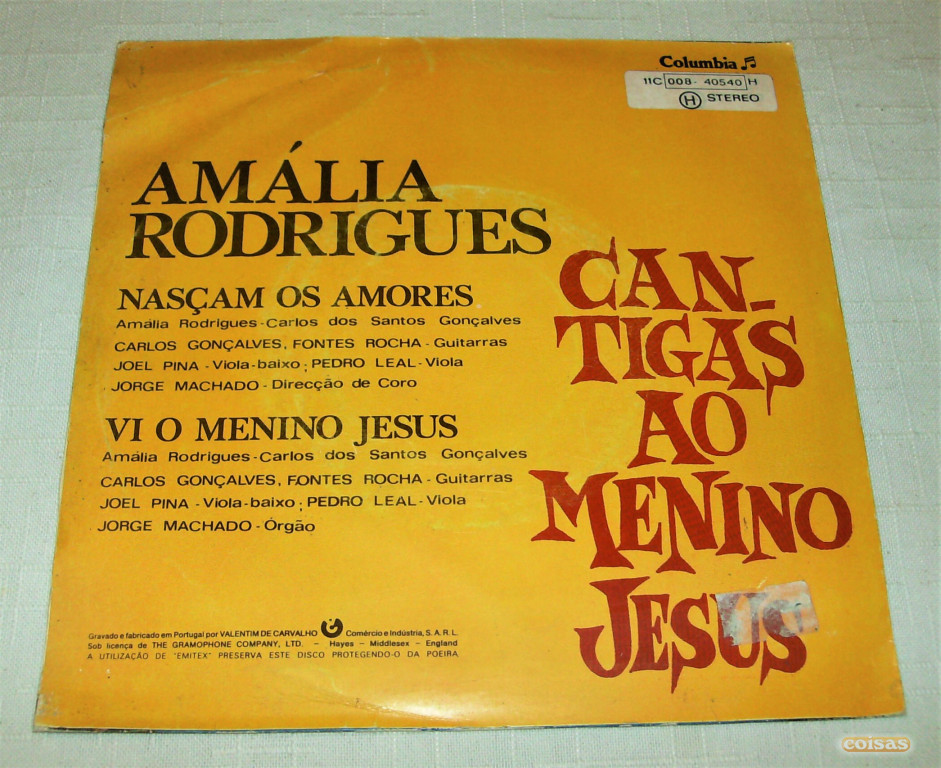 Columbia
11C 008- 40540 H
H STEREO
AMÁLIA
RODRIGUES
NASÇAM OS AMORES
Amália Rodrigues-Carlos dos Santos Gonçalves
CARLOS GONÇALVES, FONTES ROCHA-Guitarras
JOEL PINA-Viola-baixo; PEDRO LEAL-Viola
JORGE MACHADO-Direcção de Coro
VI O MENINO JESUS
Amália Rodrigues-Carlos dos Santos Gonçalves
CARLOS GONÇALVES, FONTES ROCHA-Guitarras
JOEL PINA-Viola-baixo; PEDRO LEAL-Viola
JORGE MACHADO-Órgão
CAN-
TIGAS
AO
MENINO
JESUS
Gravado e fabricado em Portugal por VALENTIM DE CARVALHO Comércio e Indústria, S. A. R. L.
Sob licença de THE GRAMOPHONE COMPANY, LTD. — Hayes — Middlesex — England
A UTILIZAÇÃO DE "EMITEX" PRESERVA ESTE DISCO PROTEGENDO-O DA POEIRA.
coisas